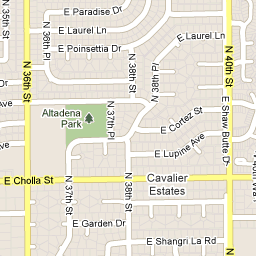 E Paradise Dr
N 35th St
N 36th Pl
E Laurel Ln
E Laurel Ln
E Poinsettia Dr
N 38th St
N 38th Pl
N 40th St
N 36th St
N 37th Pl
Altadena
Park
E Cortez St
E Shaw Butte Dr
E Lupine Ave
E Cholla St
Cavalier
Estates
N 37th St
N 38th St
E Garden Dr
E Shangri La Rd